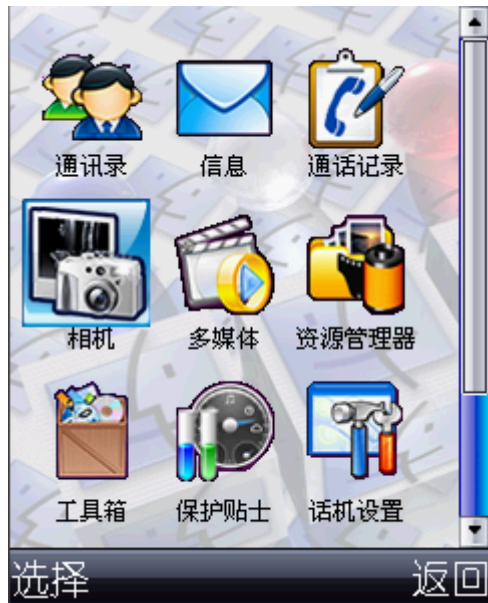 通讯录 信息 通话记录
相机 多媒体 资源管理器
工具箱 保护贴士 话机设置
选择 返回